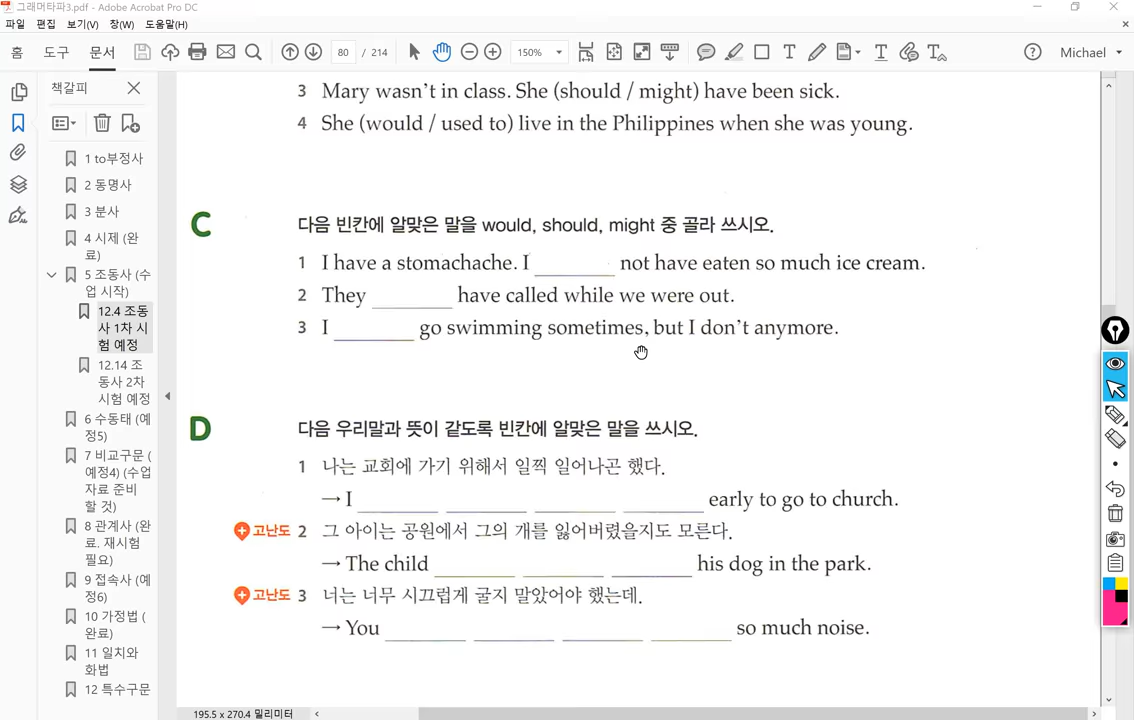 그래머타파3.pdf - Adobe Acrobat Pro DC
파일 편집 보기(V) 창(W) 도움말(H)
홈 도구 문서 80 / 214 150% Michael
책갈피
1 to부정사
2 동명사
3 분사
4 시제 (완
료)
5 조동사 (수
업 시작)
12.4 조동
사 1차 시
험 예정
12.14 조
동사 2차
시험 예정
6 수동태 (예
정5)
7 비교구문 (
예정4) (수업
자료 준비
할 것)
8 관계사 (완
료. 재시험
필요)
9 접속사 (예
정6)
10 가정법 (
완료)
11 일치와
화법
12 특수구문
3 Mary wasn't in class. She (should / might) have been sick.
4 She (would / used to) live in the Philippines when she was young.
C 다음 빈칸에 알맞은 말을 would, should, might 중 골라 쓰시오.
1 I have a stomachache. I ________ not have eaten so much ice cream.
2 They ________ have called while we were out.
3 I ________ go swimming sometimes, but I don't anymore.
D 다음 우리말과 뜻이 같도록 빈칸에 알맞은 말을 쓰시오.
1 나는 교회에 가기 위해서 일찍 일어나곤 했다.
→ I ________ ________ ________ ________ early to go to church.
고난도 2 그 아이는 공원에서 그의 개를 잃어버렸을지도 모른다.
→ The child ________ ________ ________ his dog in the park.
고난도 3 너는 너무 시끄럽게 굴지 말았어야 했는데.
→ You ________ ________ ________ ________ so much noise.
195.5 x 270.4 밀리미터